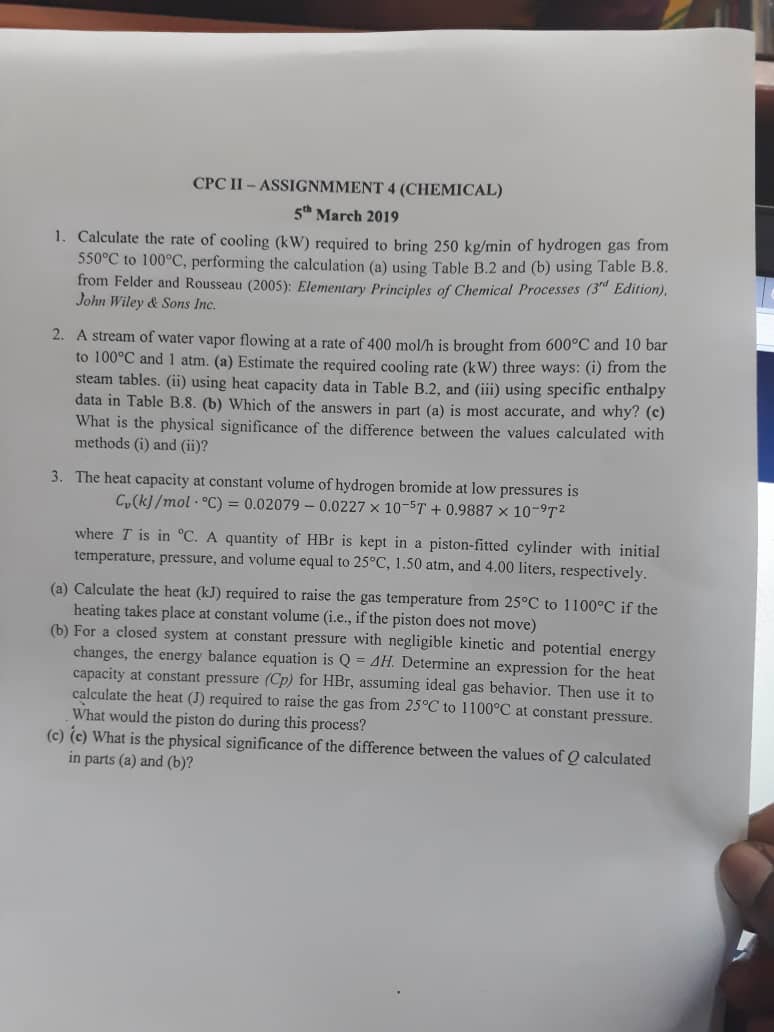 CPC II – ASSIGNMMENT 4 (CHEMICAL)
5th March 2019
1. Calculate the rate of cooling (kW) required to bring 250 kg/min of hydrogen gas from
550°C to 100°C, performing the calculation (a) using Table B.2 and (b) using Table B.8.
from Felder and Rousseau (2005): Elementary Principles of Chemical Processes (3rd Edition),
John Wiley & Sons Inc.
2. A stream of water vapor flowing at a rate of 400 mol/h is brought from 600°C and 10 bar
to 100°C and 1 atm. (a) Estimate the required cooling rate (kW) three ways: (i) from the
steam tables. (ii) using heat capacity data in Table B.2, and (iii) using specific enthalpy
data in Table B.8. (b) Which of the answers in part (a) is most accurate, and why? (c)
What is the physical significance of the difference between the values calculated with
methods (i) and (ii)?
3. The heat capacity at constant volume of hydrogen bromide at low pressures is
Cv(kJ/mol · °C) = 0.02079 – 0.0227 × 10−5T + 0.9887 × 10−9T2
where T is in °C. A quantity of HBr is kept in a piston-fitted cylinder with initial
temperature, pressure, and volume equal to 25°C, 1.50 atm, and 4.00 liters, respectively.
(a) Calculate the heat (kJ) required to raise the gas temperature from 25°C to 1100°C if the
heating takes place at constant volume (i.e., if the piston does not move)
(b) For a closed system at constant pressure with negligible kinetic and potential energy
changes, the energy balance equation is Q = ΔH. Determine an expression for the heat
capacity at constant pressure (Cp) for HBr, assuming ideal gas behavior. Then use it to
calculate the heat (J) required to raise the gas from 25°C to 1100°C at constant pressure.
What would the piston do during this process?
(c) (c) What is the physical significance of the difference between the values of Q calculated
in parts (a) and (b)?